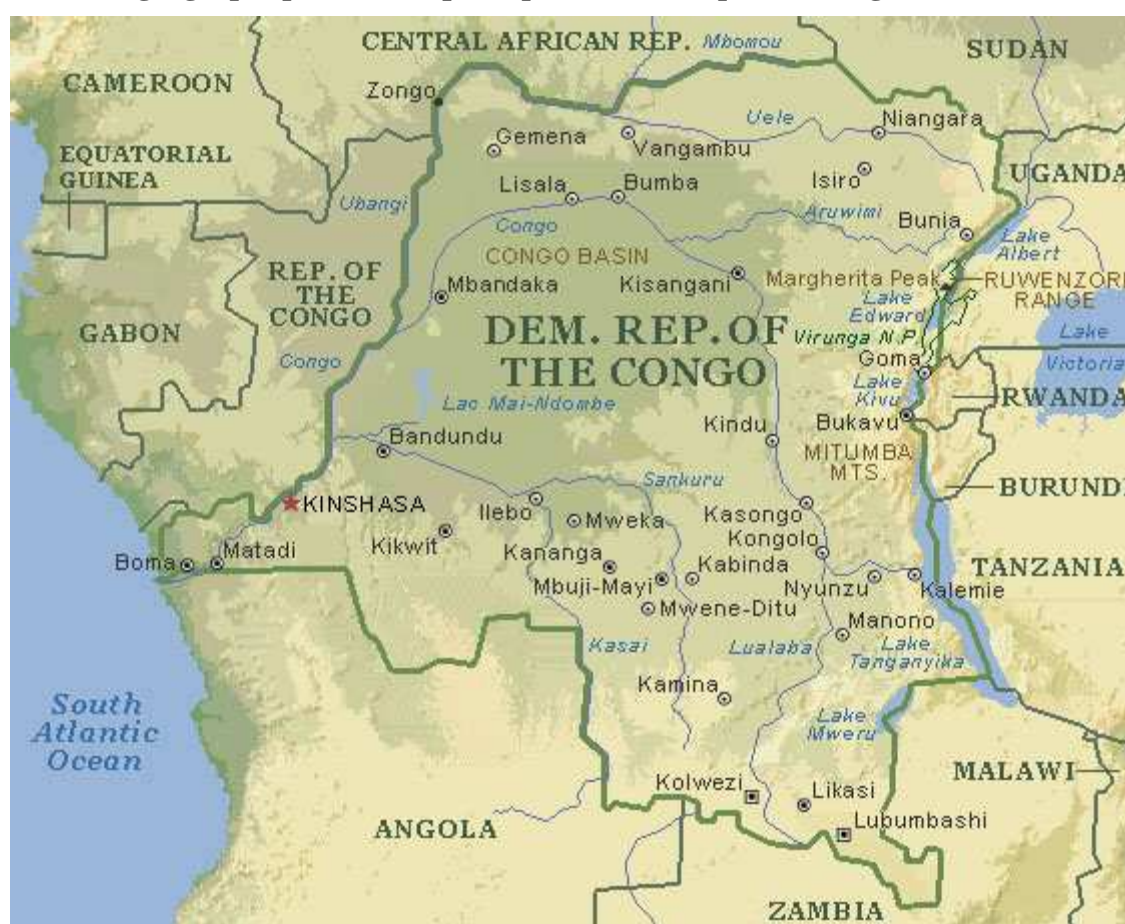 CENTRAL AFRICAN REP.
Mbomou
SUDAN
CAMEROON
Zongo
Uele
Niangara
Gemena
Vangambu
EQUATORIAL
GUINEA
UGANDA
Lisala
Bumba
Isiro
Ubangi
Congo
Aruwimi
Bunia
Lake
Albert
CONGO BASIN
REP. OF
THE
CONGO
Mbandaka
Kisangani
Margherita Peak
RUWENZORI
RANGE
Lake
Edward
GABON
DEM. REP. OF
THE CONGO
Virunga N.P.
Lake
Victoria
Congo
Goma
Lac Mai-Ndombe
Lake
Kivu
RWANDA
Bandundu
Kindu
Bukavu
MITUMBA
MTS.
Sankuru
BURUNDI
KINSHASA
Ilebo
Mweka
Kasongo
Kikwit
Kongolo
Boma
Matadi
Kananga
Kabinda
TANZANIA
Mbuji-Mayi
Nyunzu
Kalemie
Mwene-Ditu
Manono
Kasai
Lualaba
Lake
Tanganyika
Kamina
South
Atlantic
Ocean
Lake
Mweru
Kolwezi
Likasi
MALAWI
ANGOLA
Lubumbashi
ZAMBIA